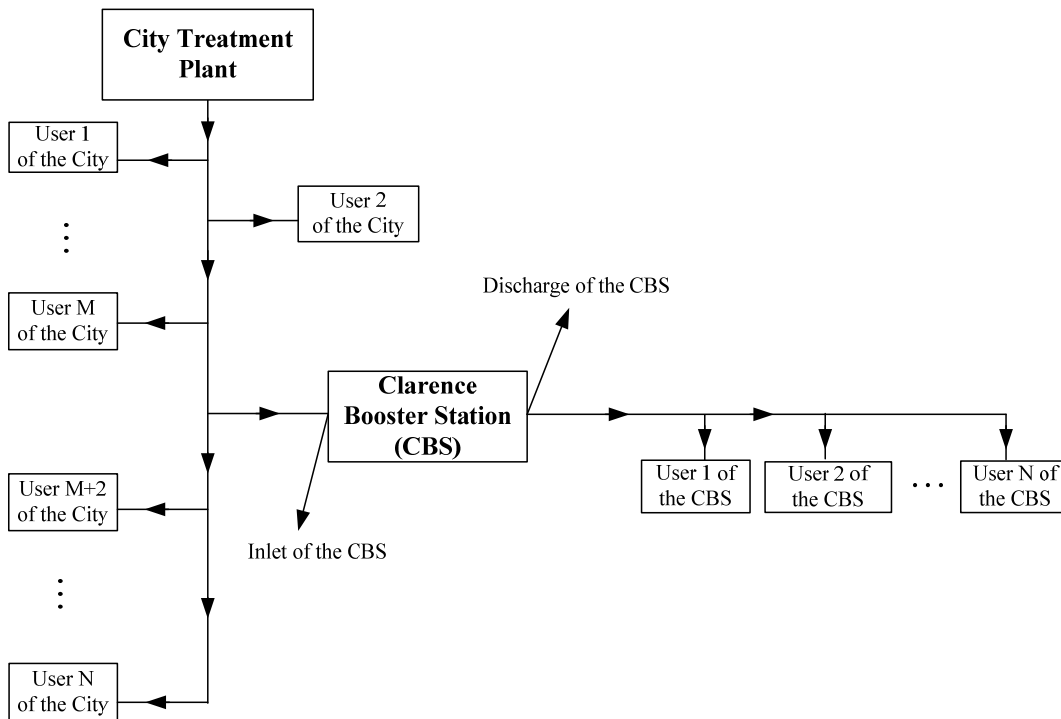 City Treatment
Plant
User 1
of the City
User 2
of the City
⋮
User M
of the City
Discharge of the CBS
Clarence
Booster Station
(CBS)
User 1 of
the CBS
User 2 of
the CBS
...
User N of
the CBS
User M+2
of the City
Inlet of the CBS
⋮
User N
of the City